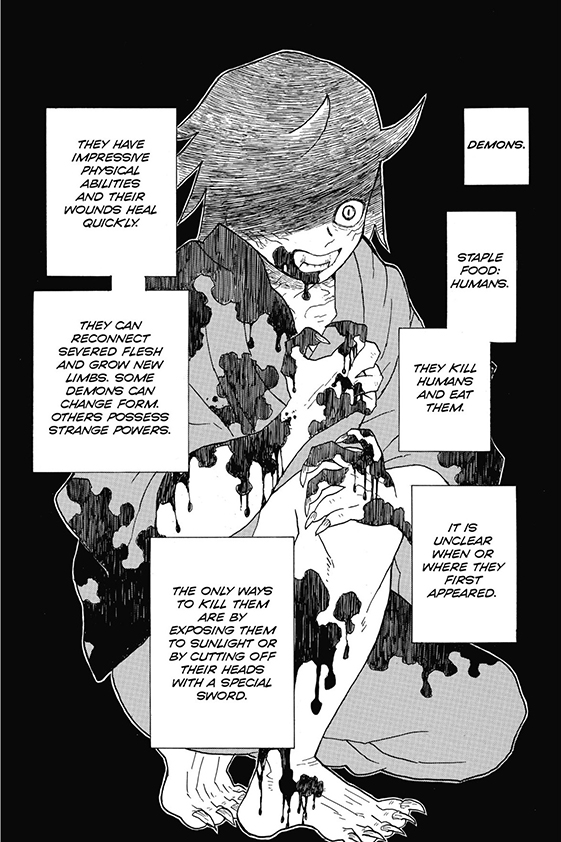 DEMONS.
STAPLE
FOOD:
HUMANS.
THEY KILL
HUMANS
AND EAT
THEM.
IT IS
UNCLEAR
WHEN OR
WHERE THEY
FIRST
APPEARED.
THEY HAVE
IMPRESSIVE
PHYSICAL
ABILITIES
AND THEIR
WOUNDS HEAL
QUICKLY.
THEY CAN
RECONNECT
SEVERED FLESH
AND GROW NEW
LIMBS. SOME
DEMONS CAN
CHANGE FORM.
OTHERS POSSESS
STRANGE POWERS.
THE ONLY WAYS
TO KILL THEM
ARE BY
EXPOSING THEM
TO SUNLIGHT OR
BY CUTTING OFF
THEIR HEADS
WITH A SPECIAL
SWORD.